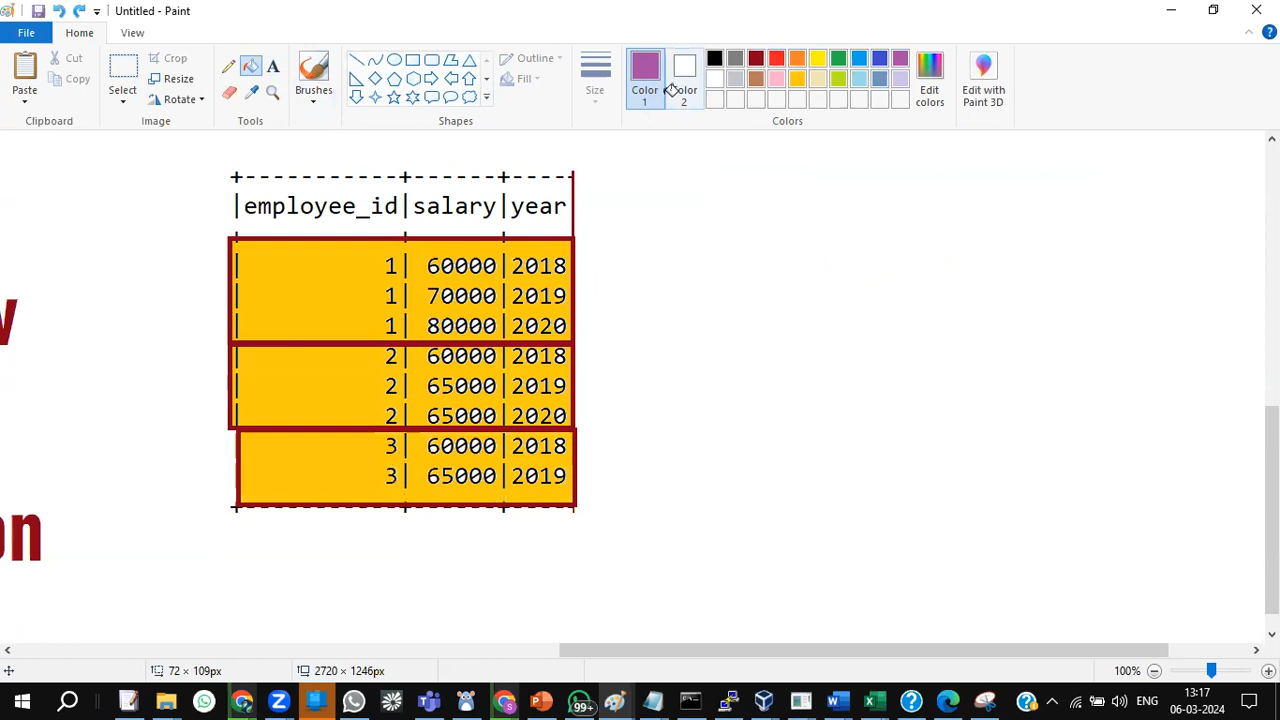 Untitled - Paint
File Home View
Paste
Cut
Copy
Clipboard
Select
Crop
Resize
Rotate
Image
Tools
Brushes
Shapes
Outline
Fill
Size
Color 1
Color 2
Colors
Edit colors
Edit with Paint 3D
+-----------+------+----
|employee_id|salary|year
| 1| 60000|2018
| 1| 70000|2019
| 1| 80000|2020
| 2| 60000|2018
| 2| 65000|2019
| 2| 65000|2020
| 3| 60000|2018
| 3| 65000|2019
+-----------+------+----
on
72 × 109px
2720 × 1246px
100%
99+
ENG
13:17
06-03-2024